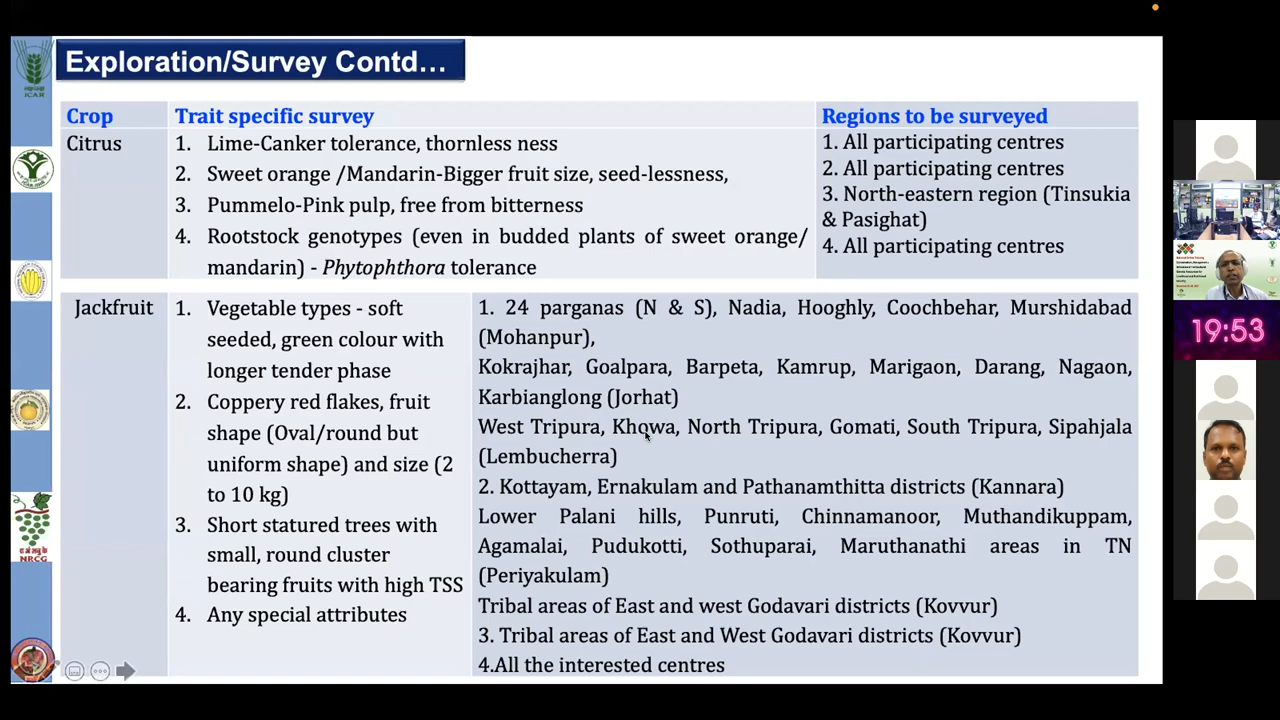 Exploration/Survey Contd…
Crop
Trait specific survey
Regions to be surveyed
Citrus
1. Lime-Canker tolerance, thornless ness
2. Sweet orange /Mandarin-Bigger fruit size, seed-lessness,
3. Pummelo-Pink pulp, free from bitterness
4. Rootstock genotypes (even in budded plants of sweet orange/
mandarin) - Phytophthora tolerance
1. All participating centres
2. All participating centres
3. North-eastern region (Tinsukia
& Pasighat)
4. All participating centres
Jackfruit
1. Vegetable types - soft
seeded, green colour with
longer tender phase
2. Coppery red flakes, fruit
shape (Oval/round but
uniform shape) and size (2
to 10 kg)
3. Short statured trees with
small, round cluster
bearing fruits with high TSS
4. Any special attributes
1. 24 parganas (N & S), Nadia, Hooghly, Coochbehar, Murshidabad
(Mohanpur),
Kokrajhar, Goalpara, Barpeta, Kamrup, Marigaon, Darang, Nagaon,
Karbianglong (Jorhat)
West Tripura, Khowa, North Tripura, Gomati, South Tripura, Sipahjala
(Lembucherra)
2. Kottayam, Ernakulam and Pathanamthitta districts (Kannara)
Lower Palani hills, Punruti, Chinnamanoor, Muthandikuppam,
Agamalai, Pudukotti, Sothuparai, Maruthanathi areas in TN
(Periyakulam)
Tribal areas of East and west Godavari districts (Kovvur)
3. Tribal areas of East and West Godavari districts (Kovvur)
4.All the interested centres
ICAR
NRCG
19:53